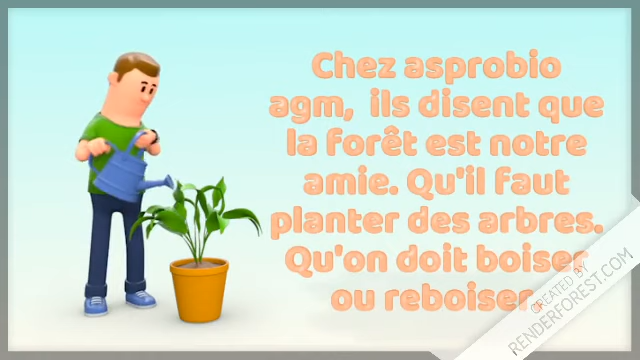 Chez asprobio
agm, ils disent que
la forêt est notre
amie. Qu'il faut
planter des arbres.
Qu'on doit boiser
ou reboiser.
CREATED BY
RENDERFOREST.COM